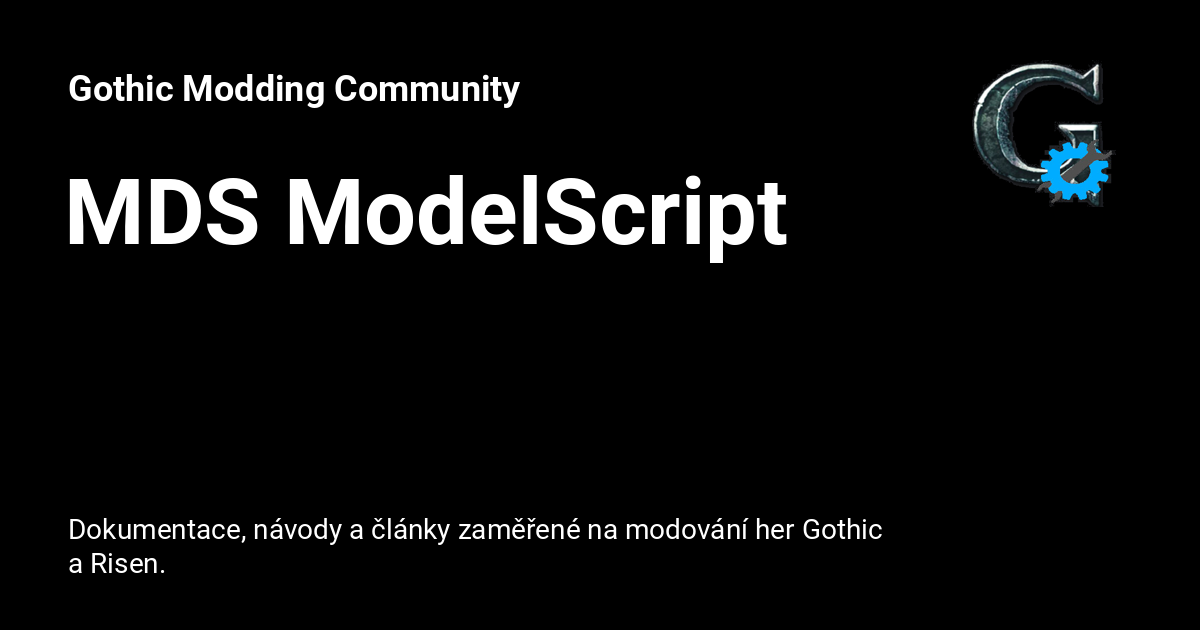 Gothic Modding Community
MDS ModelScript
Dokumentace, návody a články zaměřené na modování her Gothic
a Risen.